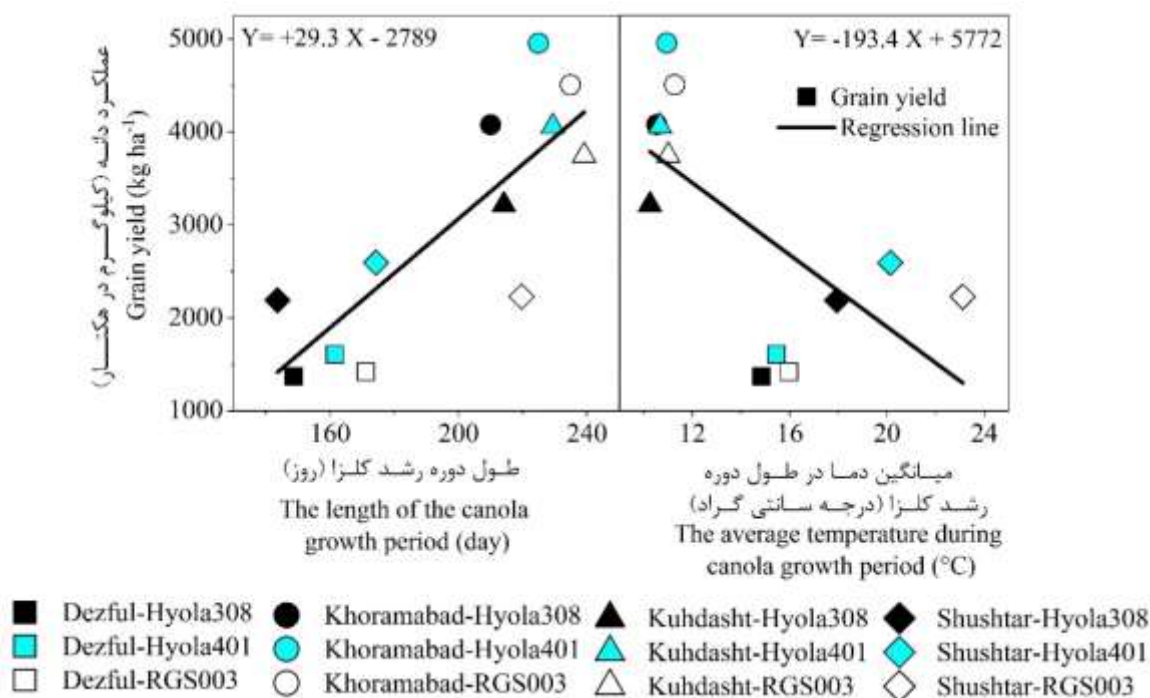 Y= +29.3 X - 2789
Y= -193.4 X + 5772
Grain yield
Regression line
عملکرد دانه (کیلوگرم در هکتار)
Grain yield (kg ha⁻¹)
5000
4000
3000
2000
1000
160 200 240
12 16 20 24
طول دوره رشد کلزا (روز)
The length of the canola
growth period (day)
میانگین دما در طول دوره
رشد کلزا (درجه سانتی گراد)
The average temperature during
canola growth period (°C)
Dezful-Hyola308 Khoramabad-Hyola308 Kuhdasht-Hyola308 Shushtar-Hyola308
Dezful-Hyola401 Khoramabad-Hyola401 Kuhdasht-Hyola401 Shushtar-Hyola401
Dezful-RGS003 Khoramabad-RGS003 Kuhdasht-RGS003 Shushtar-RGS003